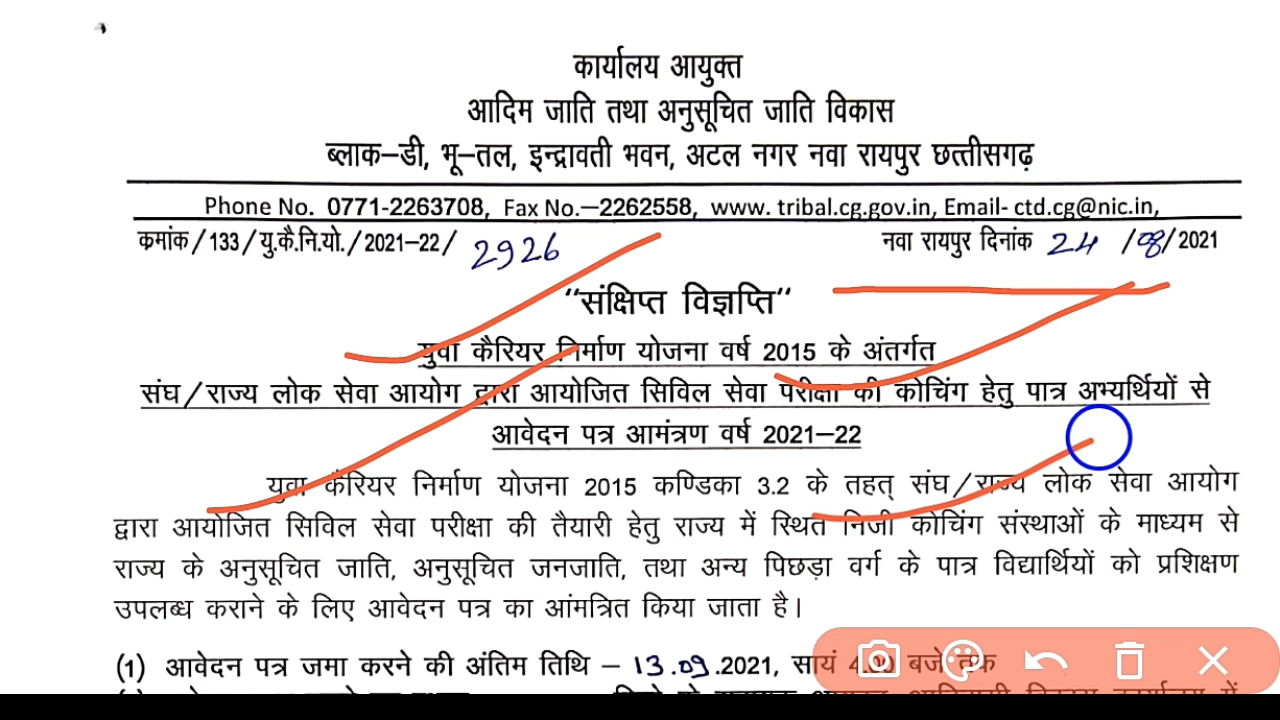 कार्यालय आयुक्त
आदिम जाति तथा अनुसूचित जाति विकास
ब्लाक–डी, भू–तल, इन्द्रावती भवन, अटल नगर नवा रायपुर छत्तीसगढ़
Phone No. 0771-2263708, Fax No.–2262558, www. tribal.cg.gov.in, Email- ctd.cg@nic.in,
क्रमांक/133/यु.कै.नि.यो./2021–22/ 2926 नवा रायपुर दिनांक 24 /08/2021
“संक्षिप्त विज्ञप्ति”
युवा कैरियर निर्माण योजना वर्ष 2015 के अंतर्गत
संघ/राज्य लोक सेवा आयोग द्वारा आयोजित सिविल सेवा परीक्षा की कोचिंग हेतु पात्र अभ्यर्थियों से
आवेदन पत्र आमंत्रण वर्ष 2021–22
युवा कैरियर निर्माण योजना 2015 कण्डिका 3.2 के तहत् संघ/राज्य लोक सेवा आयोग
द्वारा आयोजित सिविल सेवा परीक्षा की तैयारी हेतु राज्य में स्थित निजी कोचिंग संस्थाओं के माध्यम से
राज्य के अनुसूचित जाति, अनुसूचित जनजाति, तथा अन्य पिछड़ा वर्ग के पात्र विद्यार्थियों को प्रशिक्षण
उपलब्ध कराने के लिए आवेदन पत्र का आंमत्रित किया जाता है।
(1) आवेदन पत्र जमा करने की अंतिम तिथि – 13.09.2021, सायं 4.00 बजे तक